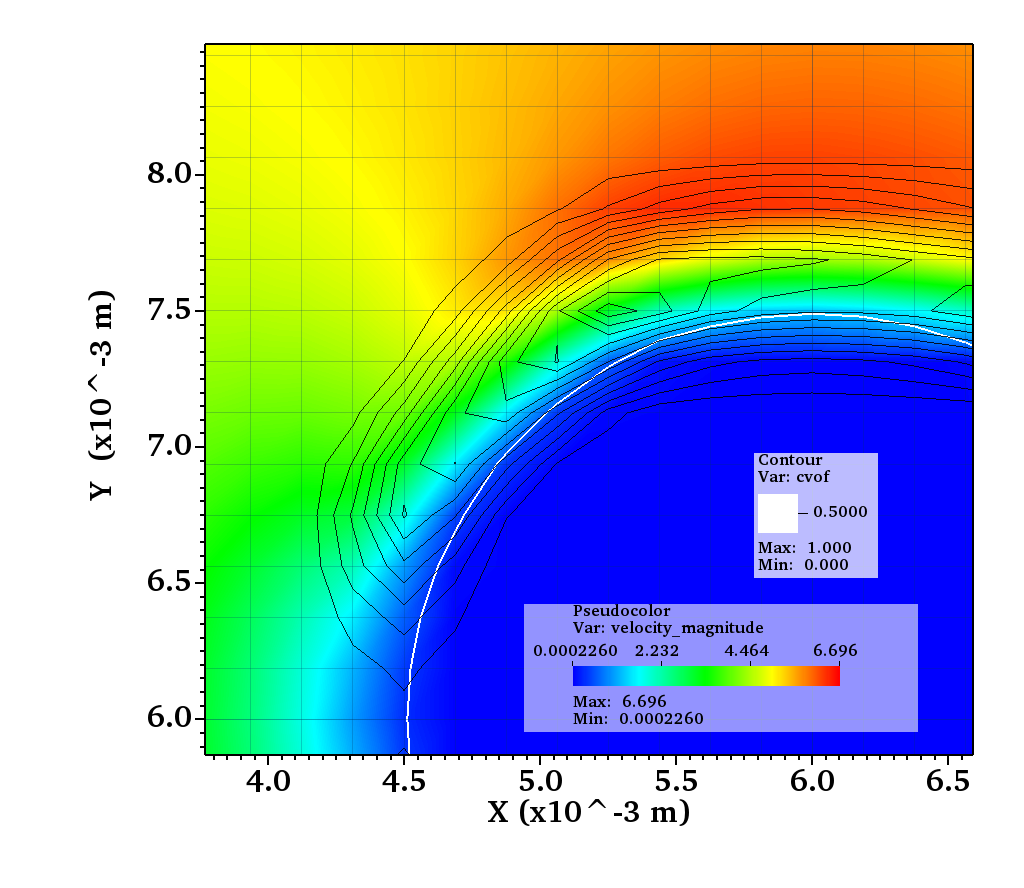 8.0
7.5
7.0
6.5
6.0
Y (x10^-3 m)
Contour
Var: cvof
0.5000
Max: 1.000
Min: 0.000
Pseudocolor
Var: velocity_magnitude
0.0002260 2.232 4.464 6.696
Max: 6.696
Min: 0.0002260
4.0 4.5 5.0 5.5 6.0 6.5
X (x10^-3 m)